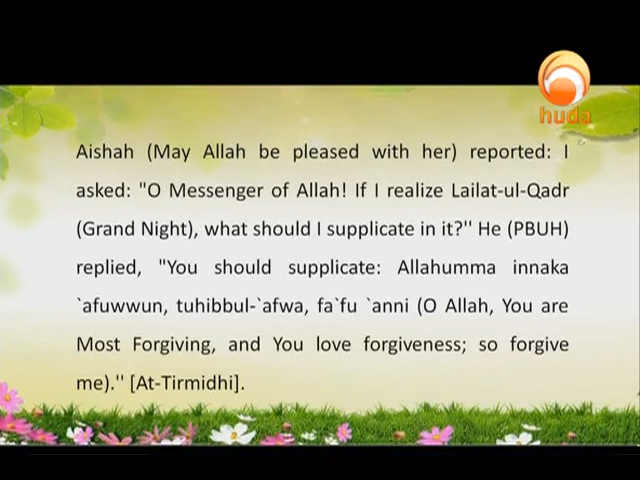 huda
Aishah (May Allah be pleased with her) reported: I
asked: "O Messenger of Allah! If I realize Lailat-ul-Qadr
(Grand Night), what should I supplicate in it?'' He (PBUH)
replied, "You should supplicate: Allahumma innaka
`afuwwun, tuhibbul-`afwa, fa`fu `anni (O Allah, You are
Most Forgiving, and You love forgiveness; so forgive
me).'' [At-Tirmidhi].